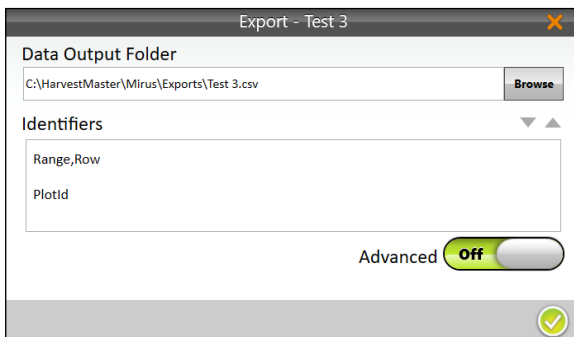 Export - Test 3
Data Output Folder
C:\HarvestMaster\Mirus\Exports\Test 3.csv
Browse
Identifiers
Range,Row
PlotId
Advanced
Off